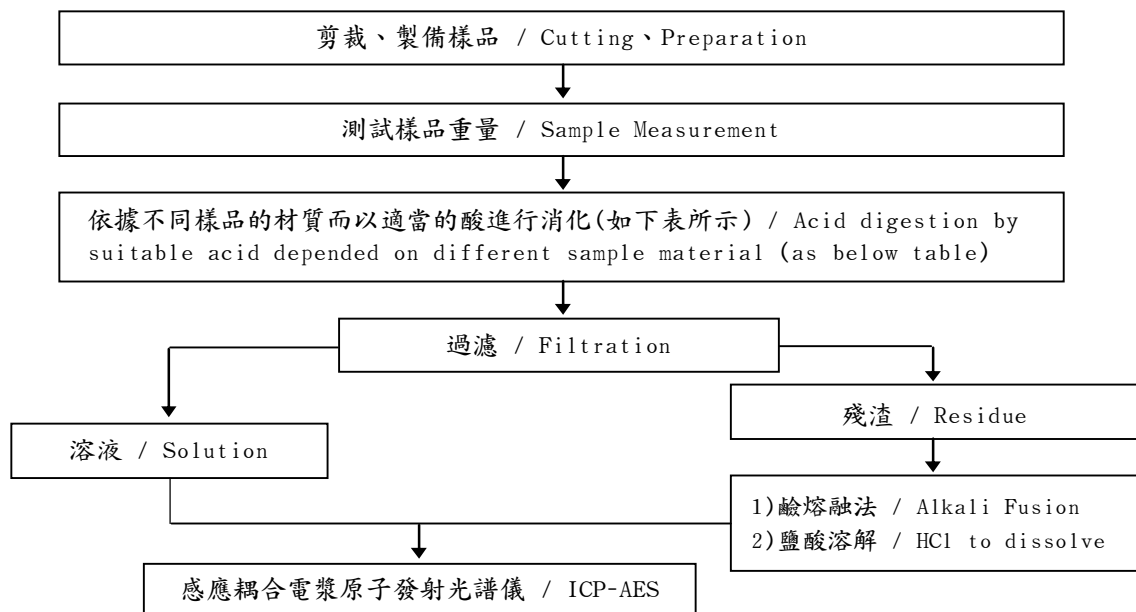 剪裁、製備樣品 / Cutting、Preparation
測試樣品重量 / Sample Measurement
依據不同樣品的材質而以適當的酸進行消化(如下表所示) / Acid digestion by
suitable acid depended on different sample material (as below table)
過濾 / Filtration
溶液 / Solution
殘渣 / Residue
1)鹼熔融法 / Alkali Fusion
2)鹽酸溶解 / HCl to dissolve
感應耦合電漿原子發射光譜儀 / ICP-AES